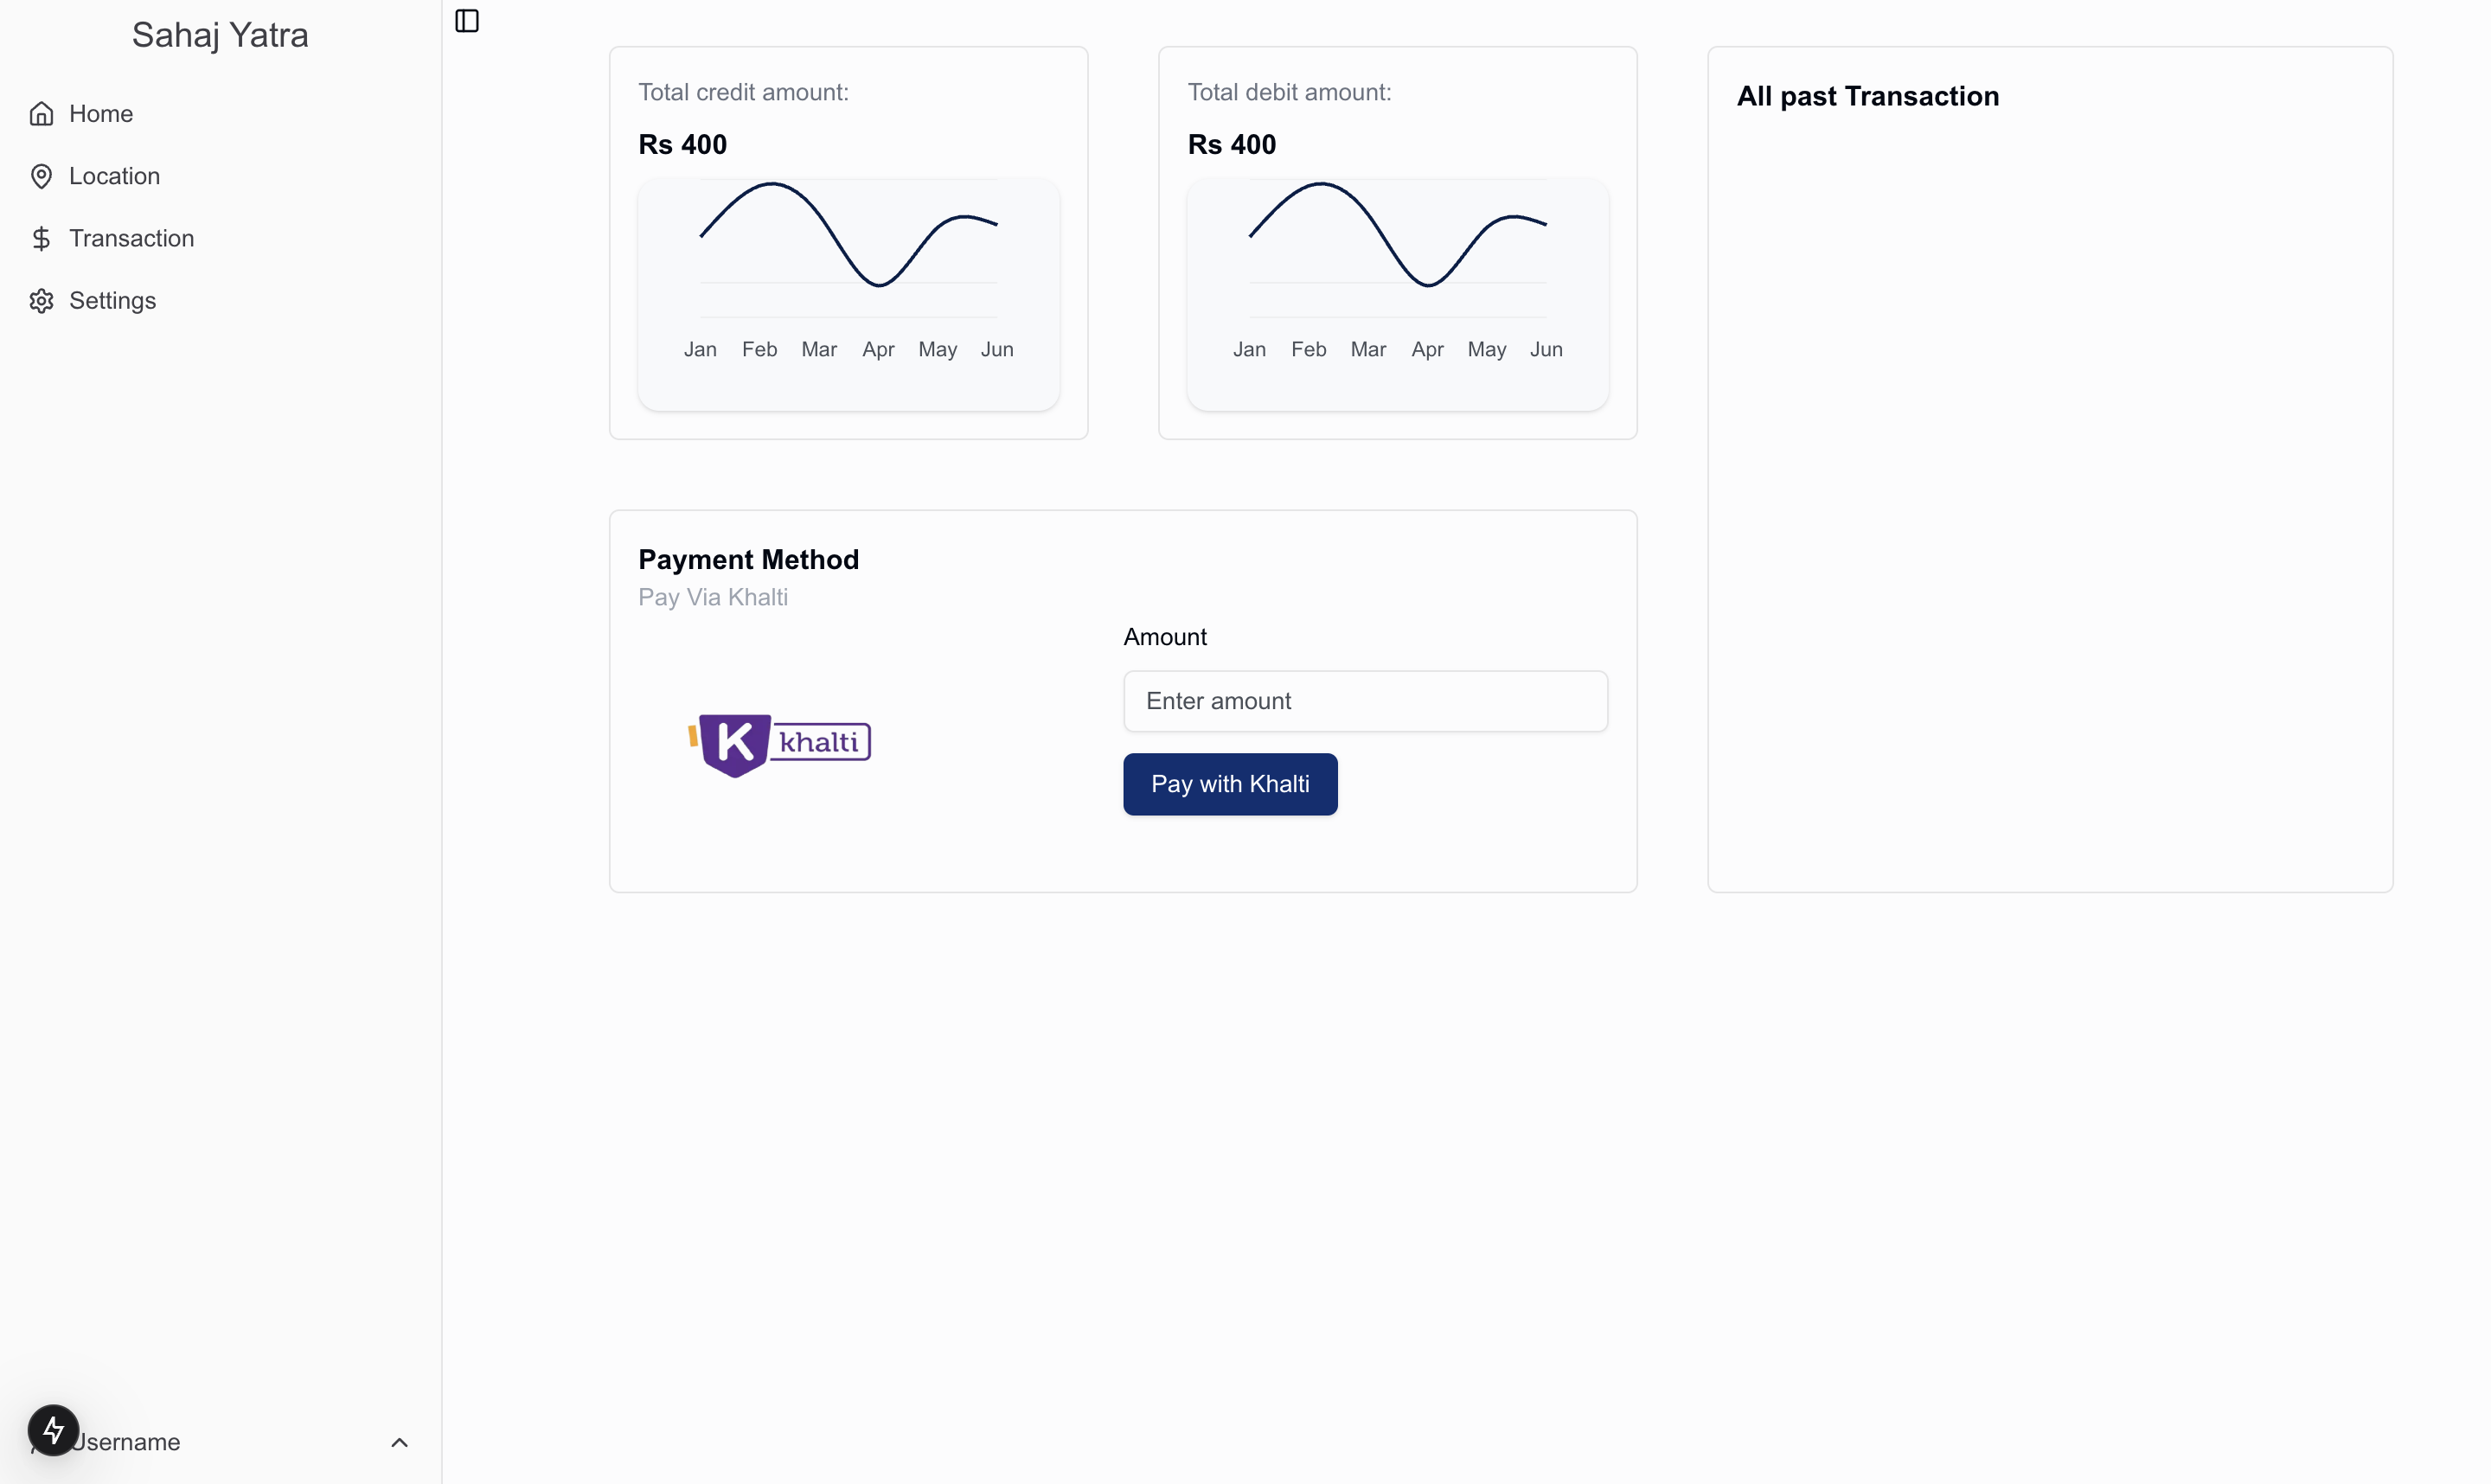 Sahaj Yatra
Home
Location
Transaction
Settings
Username
Total credit amount:
Rs 400
Jan Feb Mar Apr May Jun
Total debit amount:
Rs 400
Jan Feb Mar Apr May Jun
Payment Method
Pay Via Khalti
K khalti
Amount
Enter amount
Pay with Khalti
All past Transaction